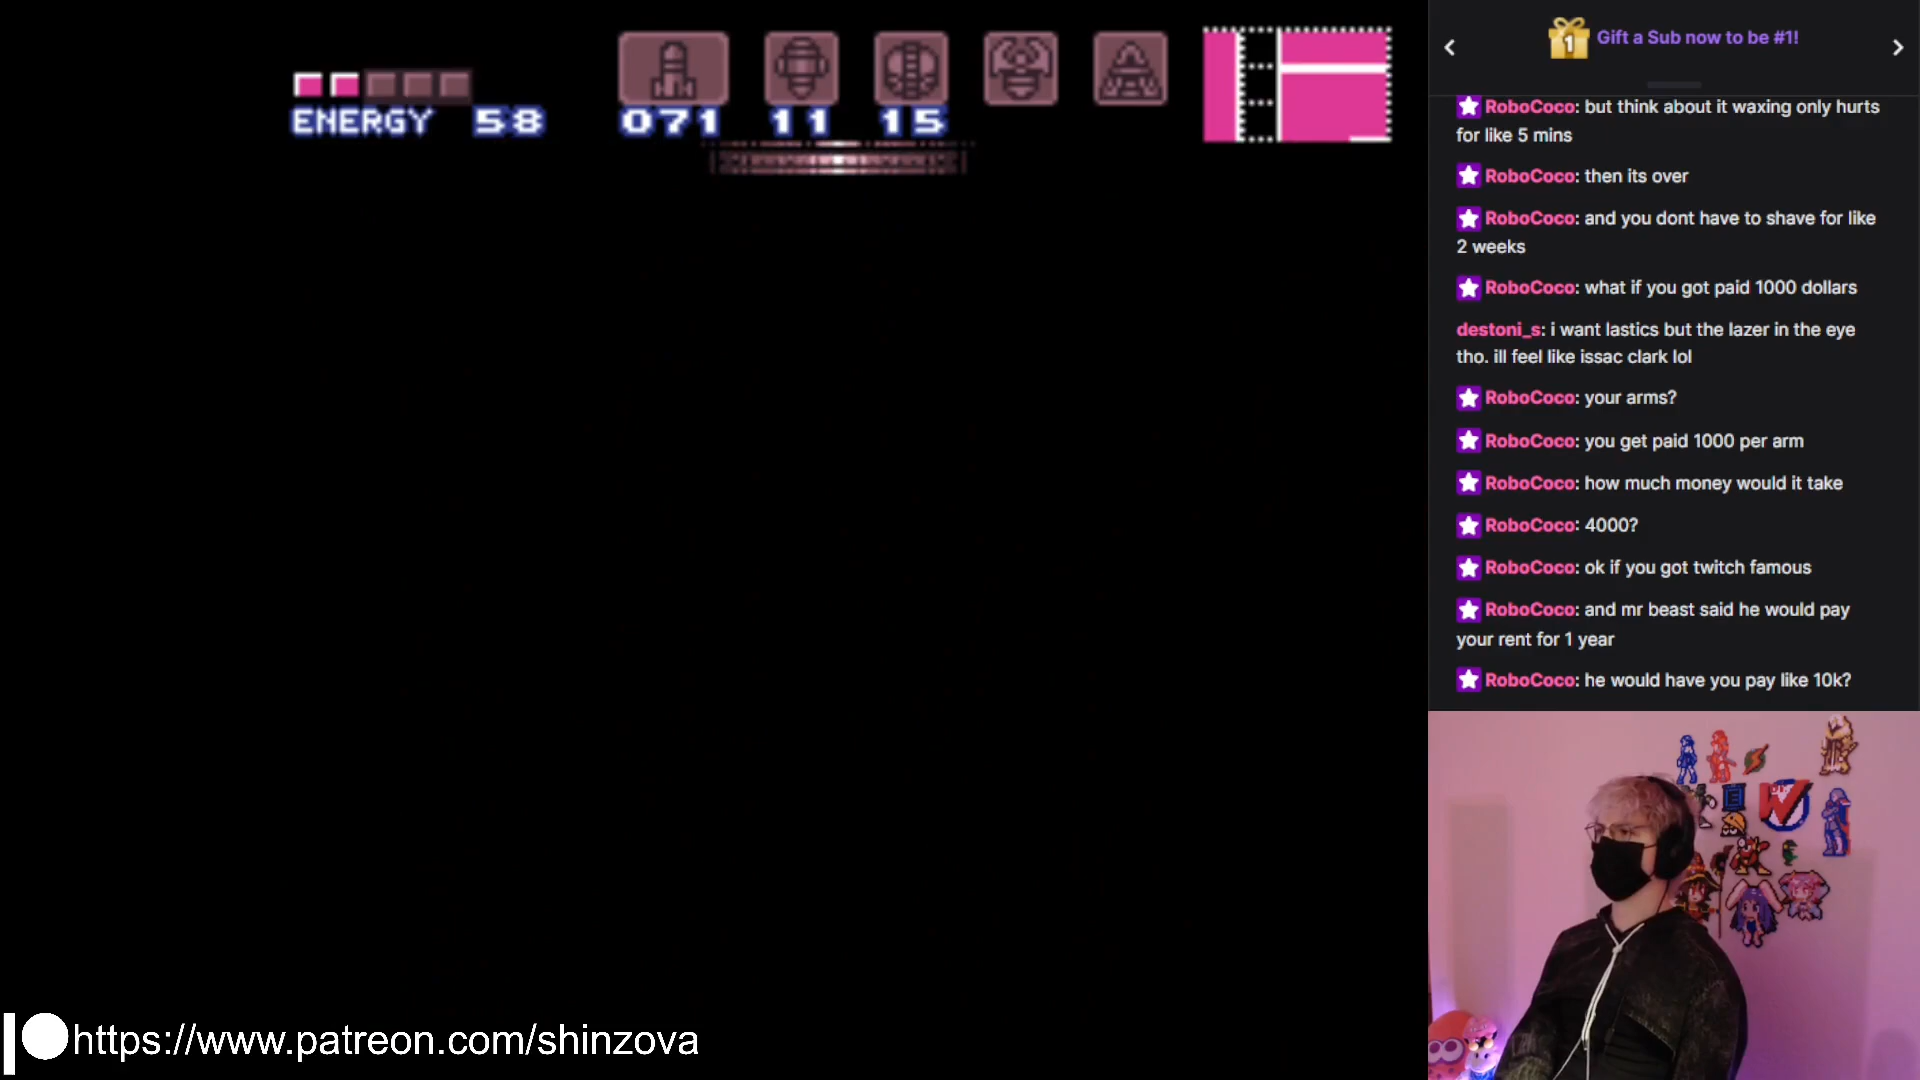 ENERGY 58
071 11 15
1 Gift a Sub now to be #1!
RoboCoco: but think about it waxing only hurts
for like 5 mins
RoboCoco: then its over
RoboCoco: and you dont have to shave for like
2 weeks
RoboCoco: what if you got paid 1000 dollars
destoni_s: i want lastics but the lazer in the eye
tho. ill feel like issac clark lol
RoboCoco: your arms?
RoboCoco: you get paid 1000 per arm
RoboCoco: how much money would it take
RoboCoco: 4000?
RoboCoco: ok if you got twitch famous
RoboCoco: and mr beast said he would pay
your rent for 1 year
RoboCoco: he would have you pay like 10k?
https://www.patreon.com/shinzova